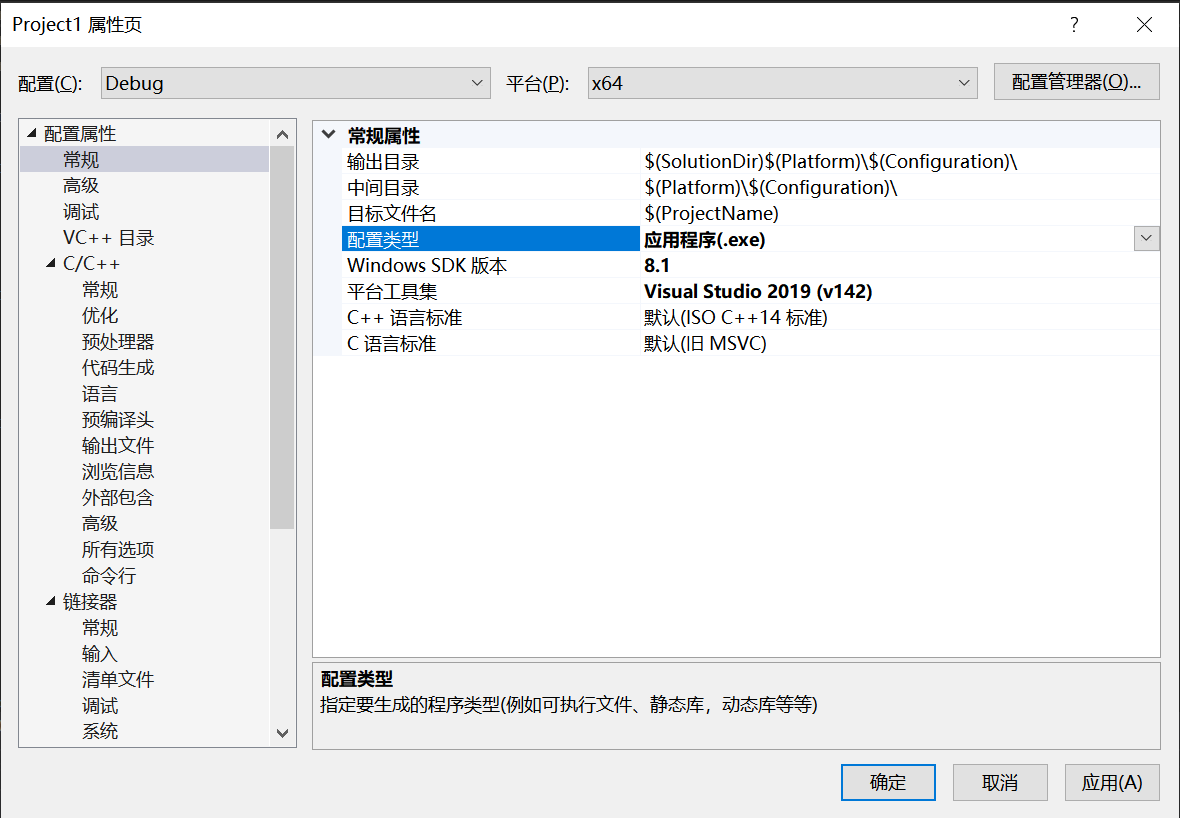 Project1 属性页
?
配置(C): Debug 平台(P): x64 配置管理器(O)...
配置属性
常规
高级
调试
VC++ 目录
C/C++
常规
优化
预处理器
代码生成
语言
预编译头
输出文件
浏览信息
外部包含
高级
所有选项
命令行
链接器
常规
输入
清单文件
调试
系统
常规属性
输出目录 $(SolutionDir)$(Platform)\$(Configuration)\
中间目录 $(Platform)\$(Configuration)\
目标文件名 $(ProjectName)
配置类型 应用程序(.exe)
Windows SDK 版本 8.1
平台工具集 Visual Studio 2019 (v142)
C++ 语言标准 默认(ISO C++14 标准)
C 语言标准 默认(旧 MSVC)
配置类型
指定要生成的程序类型(例如可执行文件、静态库，动态库等等)
确定 取消 应用(A)